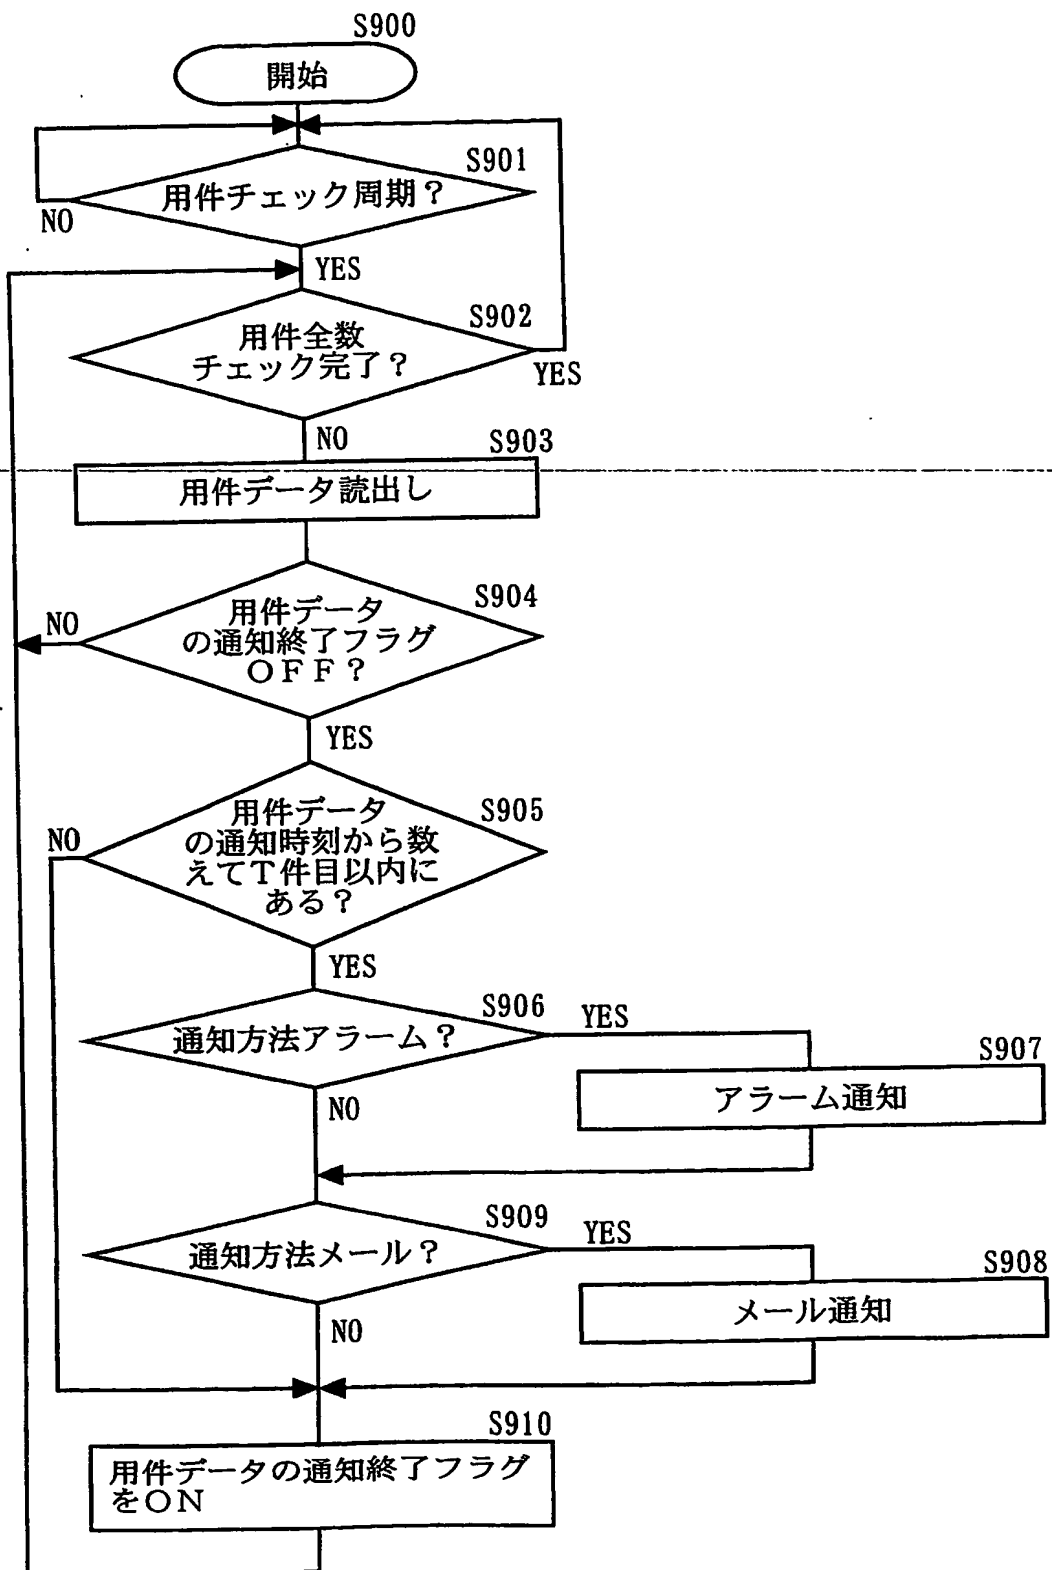 S900
開始
S901
用件チェック周期？
NO
YES
S902
用件全数
チェック完了？
YES
NO
S903
用件データ読出し
S904
用件データ
の通知終了フラグ
ＯＦＦ？
NO
YES
S905
用件データ
の通知時刻から数
えてＴ件目以内に
ある？
NO
YES
S906
通知方法アラーム？
YES
NO
S907
アラーム通知
S909
通知方法メール？
YES
NO
S908
メール通知
S910
用件データの通知終了フラグ
をＯＮ